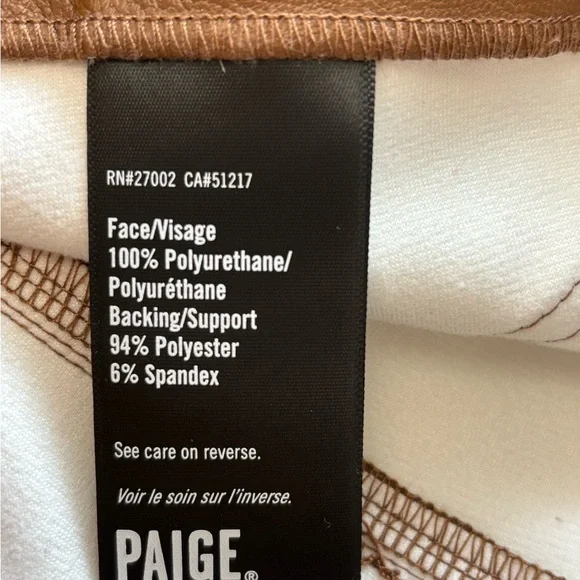 RN#27002 CA#51217
Face/Visage
100% Polyurethane/
Polyuréthane
Backing/Support
94% Polyester
6% Spandex
See care on reverse.
Voir le soin sur l'inverse.
PAIGE®